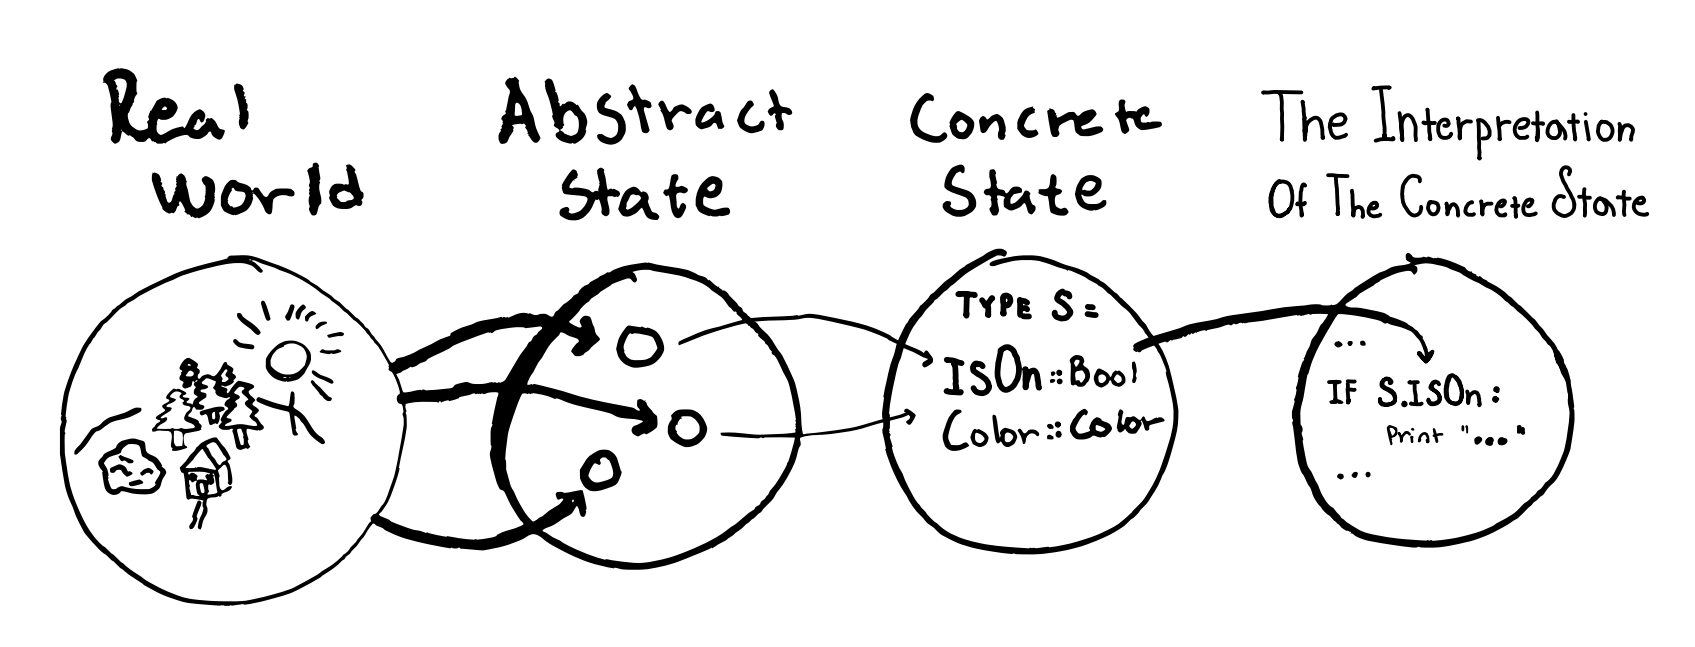 Real
World
Abstract
State
Concrete
State
The Interpretation
Of The Concrete State
TYPE S =
ISOn :: Bool
Color :: Color
...
IF S.ISOn :
Print "..."
...